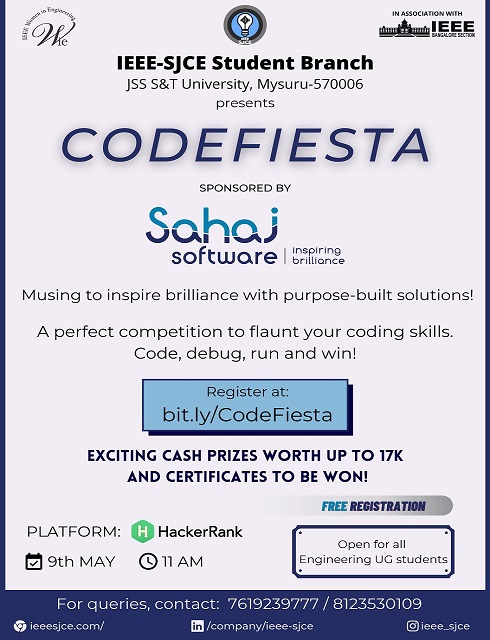 IEEE Women in Engineering
WIE
IN ASSOCIATION WITH
IEEE
BANGALORE SECTION
IEEE-SJCE Student Branch
JSS S&T University, Mysuru-570006
presents
CODEFIESTA
SPONSORED BY
Sahaj
software | inspiring
brilliance
Musing to inspire brilliance with purpose-built solutions!
A perfect competition to flaunt your coding skills.
Code, debug, run and win!
Register at:
bit.ly/CodeFiesta
EXCITING CASH PRIZES WORTH UP TO 17K
AND CERTIFICATES TO BE WON!
FREE REGISTRATION
PLATFORM: H HackerRank
9th MAY 11 AM
Open for all
Engineering UG students
For queries, contact: 7619239777 / 8123530109
ieeesjce.com/ in /company/ieee-sjce ieee_sjce